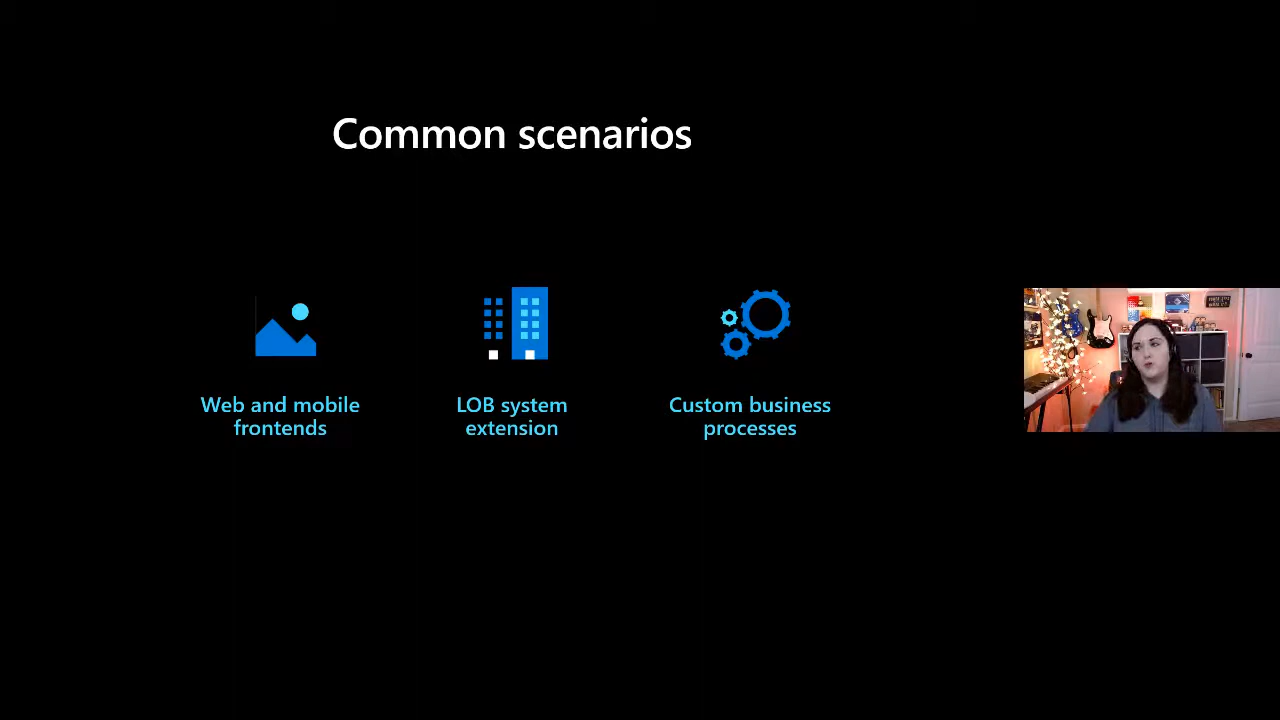 Common scenarios
Web and mobile
frontends
LOB system
extension
Custom business
processes